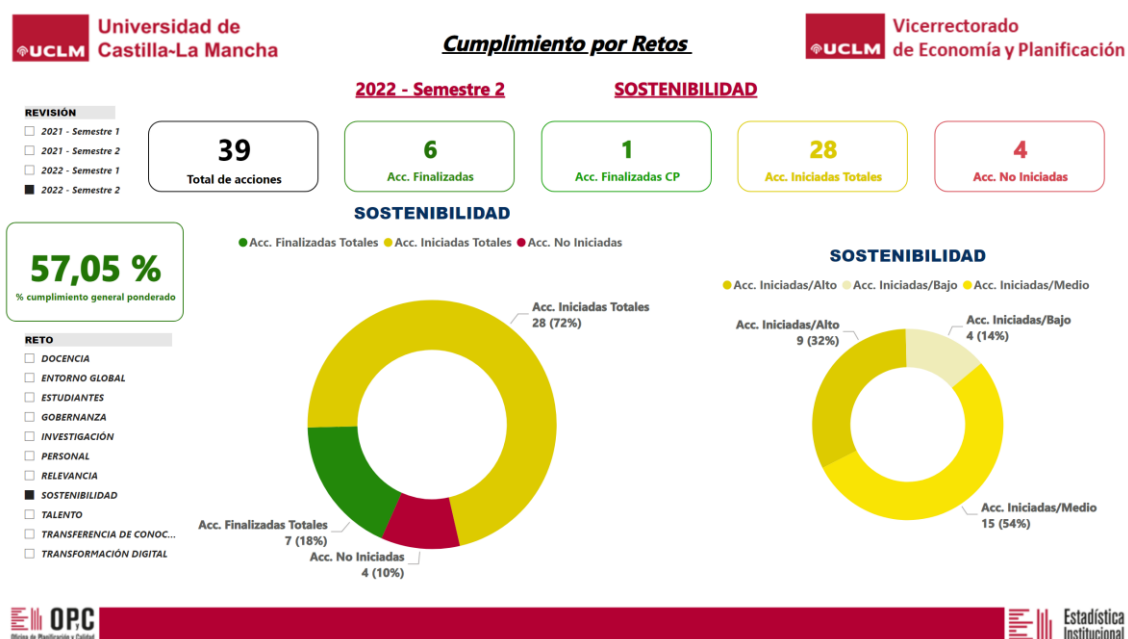 Universidad de
Castilla-La Mancha
UCLM
Cumplimiento por Retos
UCLM
Vicerrectorado
de Economía y Planificación
2022 - Semestre 2
SOSTENIBILIDAD
REVISIÓN
2021 - Semestre 1
2021 - Semestre 2
2022 - Semestre 1
2022 - Semestre 2
39
Total de acciones
6
Acc. Finalizadas
1
Acc. Finalizadas CP
28
Acc. Iniciadas Totales
4
Acc. No Iniciadas
57,05 %
% cumplimiento general ponderado
RETO
DOCENCIA
ENTORNO GLOBAL
ESTUDIANTES
GOBERNANZA
INVESTIGACIÓN
PERSONAL
RELEVANCIA
SOSTENIBILIDAD
TALENTO
TRANSFERENCIA DE CONOC...
TRANSFORMACIÓN DIGITAL
SOSTENIBILIDAD
Acc. Finalizadas Totales Acc. Iniciadas Totales Acc. No Iniciadas
Acc. Iniciadas Totales
28 (72%)
Acc. Finalizadas Totales
7 (18%)
Acc. No Iniciadas
4 (10%)
SOSTENIBILIDAD
Acc. Iniciadas/Alto Acc. Iniciadas/Bajo Acc. Iniciadas/Medio
Acc. Iniciadas/Alto
9 (32%)
Acc. Iniciadas/Bajo
4 (14%)
Acc. Iniciadas/Medio
15 (54%)
OPyC
Oficina de Planificación y Calidad
Estadística
Institucional